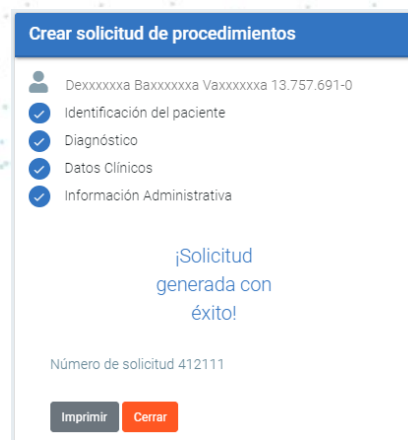 Crear solicitud de procedimientos
Dexxxxxxa Baxxxxxxa Vaxxxxxxa 13.757.691-0
Identificación del paciente
Diagnóstico
Datos Clínicos
Información Administrativa
¡Solicitud
generada con
éxito!
Número de solicitud 412111
Imprimir Cerrar